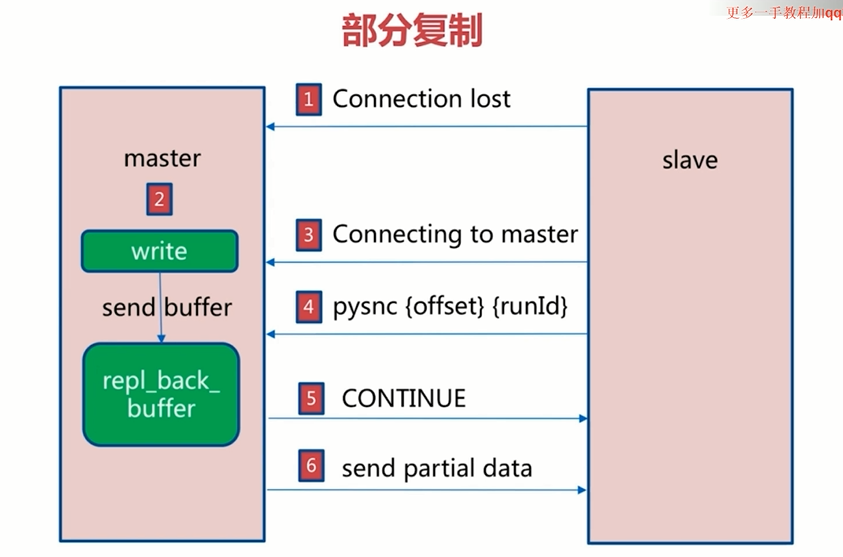 更多一手教程加qq
部分复制
1 Connection lost
master
slave
2
write
3 Connecting to master
send buffer
4 pysnc {offset} {runId}
repl_back_
buffer
5 CONTINUE
6 send partial data